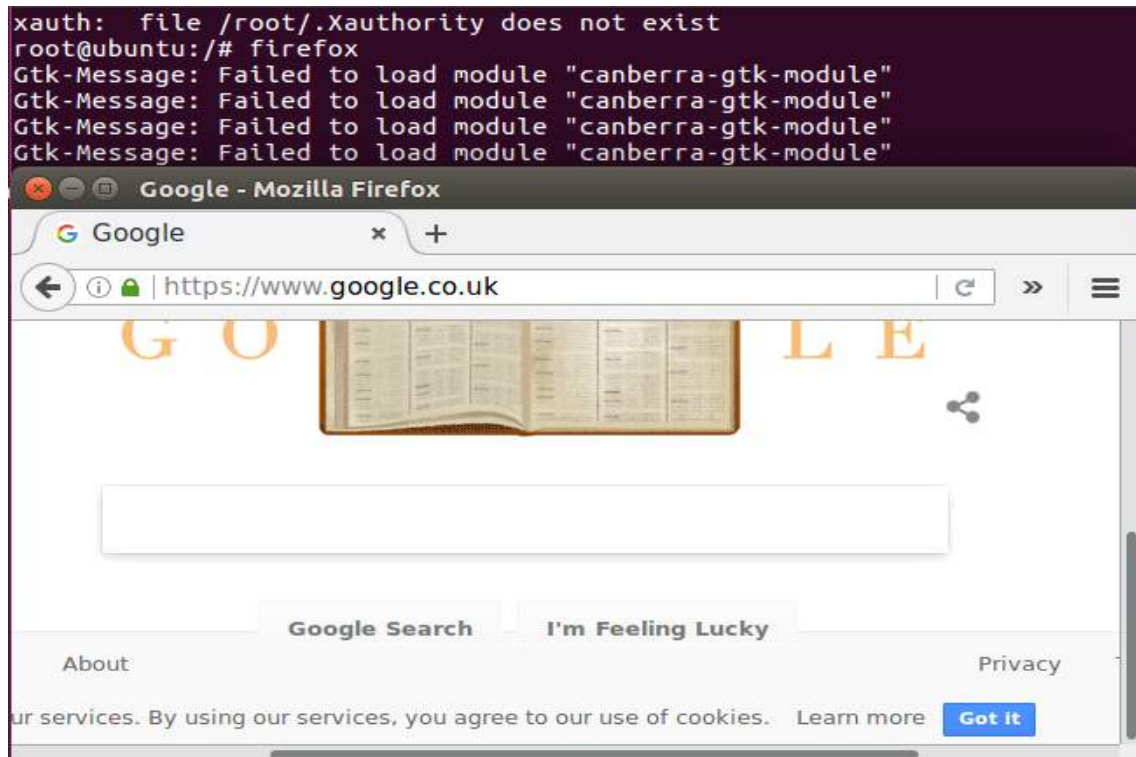 xauth:  file /root/.Xauthority does not exist
root@ubuntu:/# firefox
Gtk-Message: Failed to load module "canberra-gtk-module"
Gtk-Message: Failed to load module "canberra-gtk-module"
Gtk-Message: Failed to load module "canberra-gtk-module"
Gtk-Message: Failed to load module "canberra-gtk-module"
Google - Mozilla Firefox
G Google × +
https://www.google.co.uk
G O L E
Google Search I'm Feeling Lucky
About Privacy
ur services. By using our services, you agree to our use of cookies. Learn more Got it